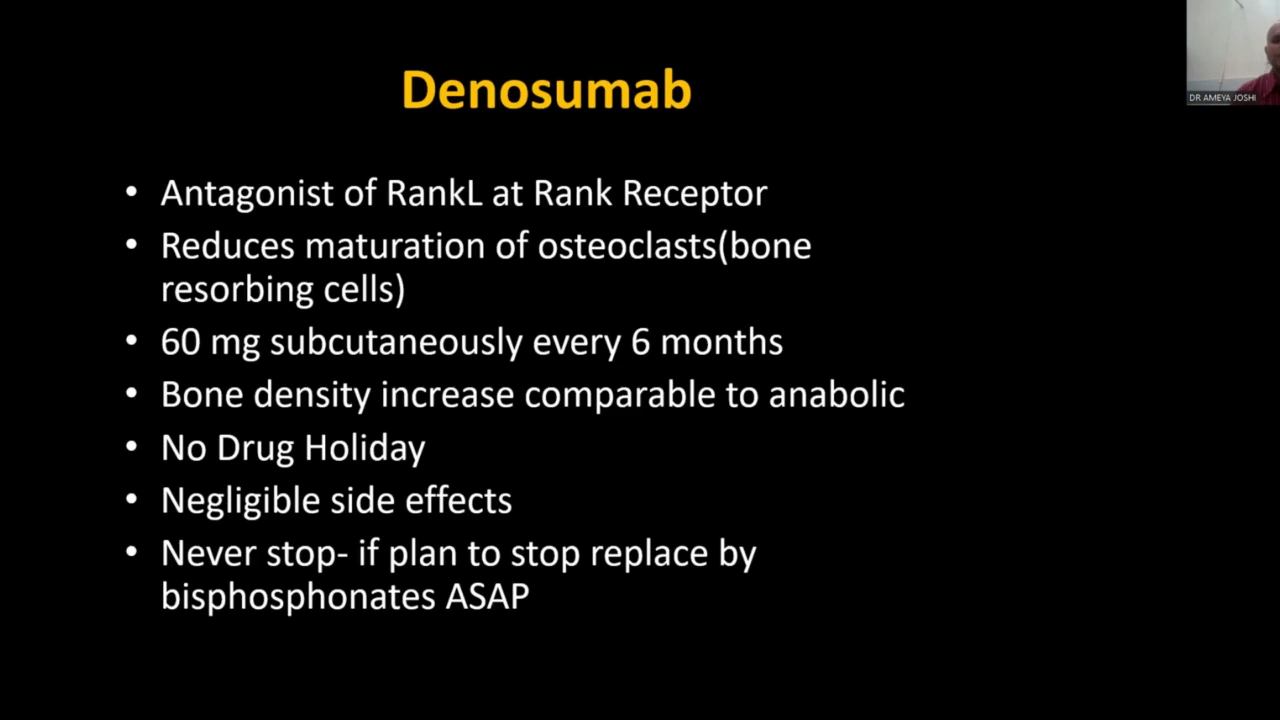 Denosumab
• Antagonist of RankL at Rank Receptor
• Reduces maturation of osteoclasts(bone
resorbing cells)
• 60 mg subcutaneously every 6 months
• Bone density increase comparable to anabolic
• No Drug Holiday
• Negligible side effects
• Never stop- if plan to stop replace by
bisphosphonates ASAP
DR AMEYA JOSHI